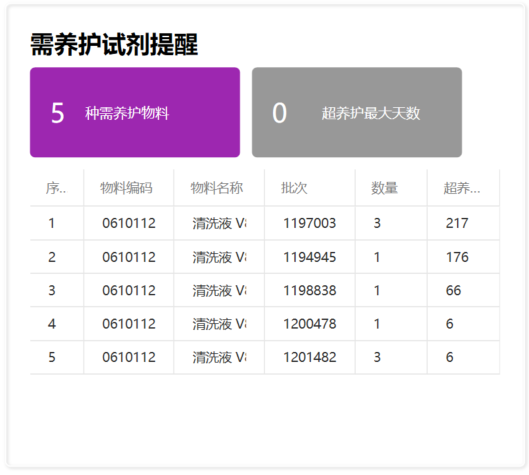 需养护试剂提醒
5 种需养护物料 0 超养护最大天数
序.. 物料编码 物料名称 批次 数量 超养...
1 0610112 清洗液 V 1197003 3 217
2 0610112 清洗液 V 1194945 1 176
3 0610112 清洗液 V 1198838 1 66
4 0610112 清洗液 V 1200478 1 6
5 0610112 清洗液 V 1201482 3 6